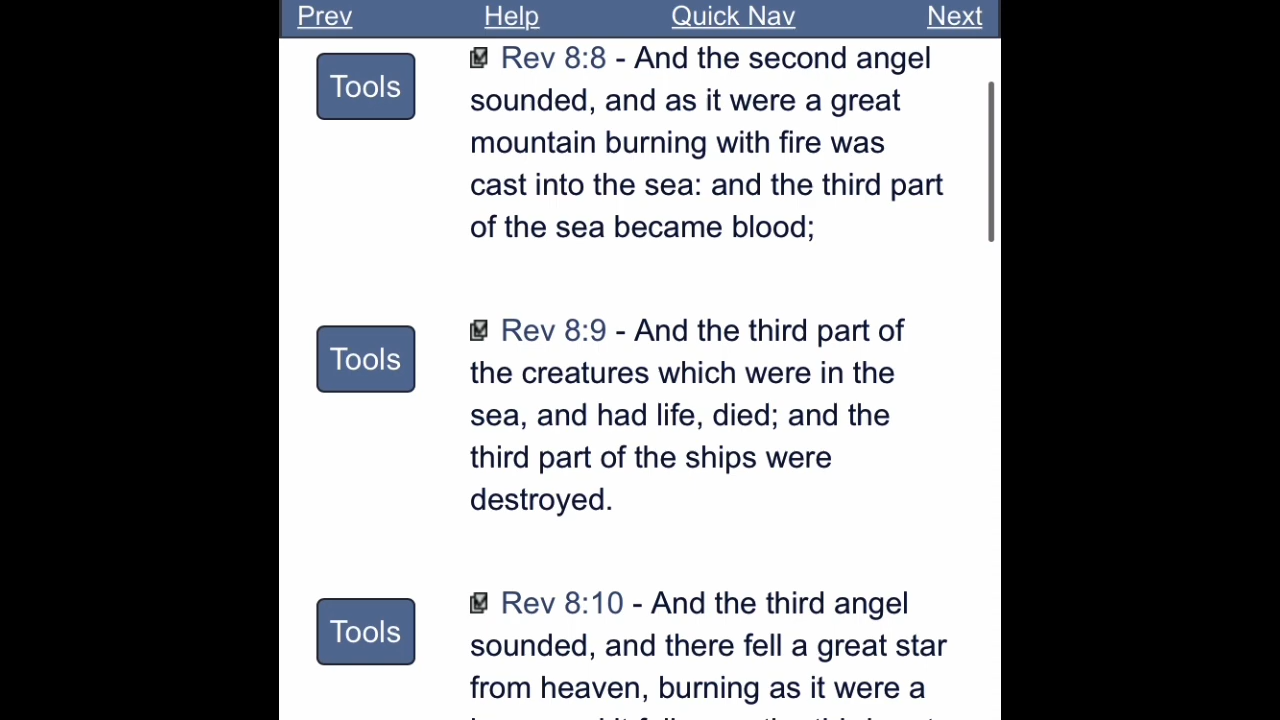 Prev Help Quick Nav Next
Tools
Rev 8:8 - And the second angel
sounded, and as it were a great
mountain burning with fire was
cast into the sea: and the third part
of the sea became blood;
Tools
Rev 8:9 - And the third part of
the creatures which were in the
sea, and had life, died; and the
third part of the ships were
destroyed.
Tools
Rev 8:10 - And the third angel
sounded, and there fell a great star
from heaven, burning as it were a